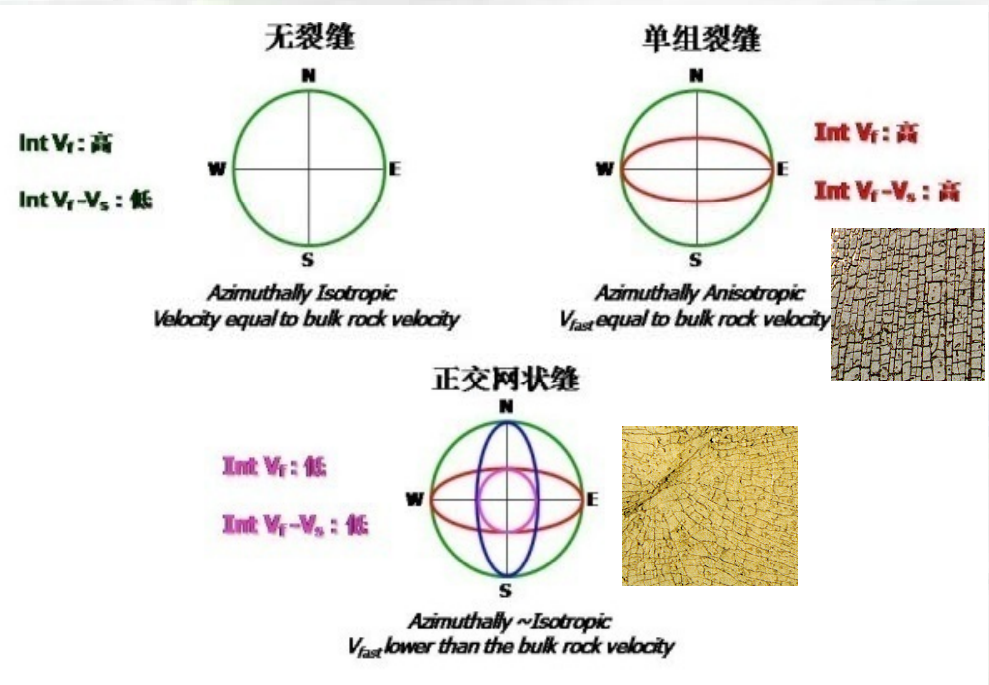 无裂缝
N
W
E
S
Int Vf : 高
Int Vf -Vs : 低
Azimuthally Isotropic
Velocity equal to bulk rock velocity
单组裂缝
N
W
E
S
Int Vf : 高
Int Vf -Vs : 高
Azimuthally Anisotropic
Vfast equal to bulk rock velocity
正交网状缝
N
W
E
S
Int Vf : 低
Int Vf -Vs : 低
Azimuthally ~Isotropic
Vfast lower than the bulk rock velocity